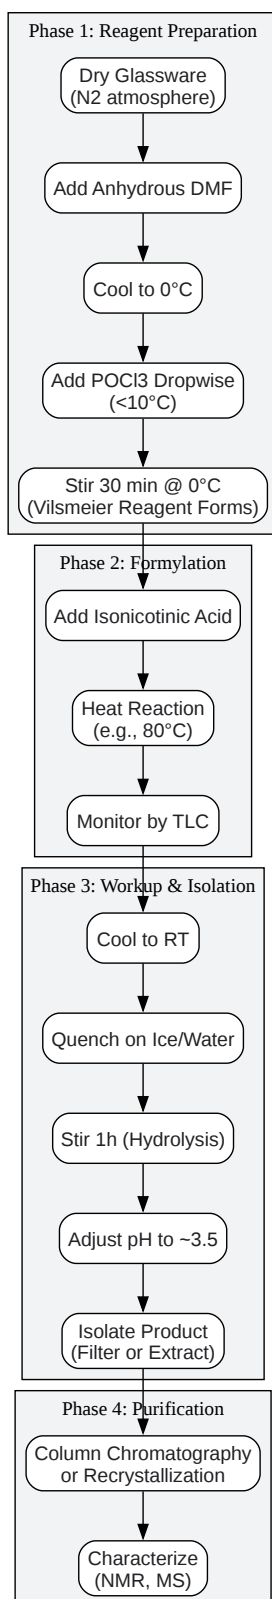 Phase 1: Reagent Preparation
Dry Glassware
(N2 atmosphere)
Add Anhydrous DMF
Cool to 0°C
Add POCl3 Dropwise
(<10°C)
Stir 30 min @ 0°C
(Vilsmeier Reagent Forms)
Phase 2: Formylation
Add Isonicotinic Acid
Heat Reaction
(e.g., 80°C)
Monitor by TLC
Phase 3: Workup & Isolation
Cool to RT
Quench on Ice/Water
Stir 1h (Hydrolysis)
Adjust pH to ~3.5
Isolate Product
(Filter or Extract)
Phase 4: Purification
Column Chromatography
or Recrystallization
Characterize
(NMR, MS)